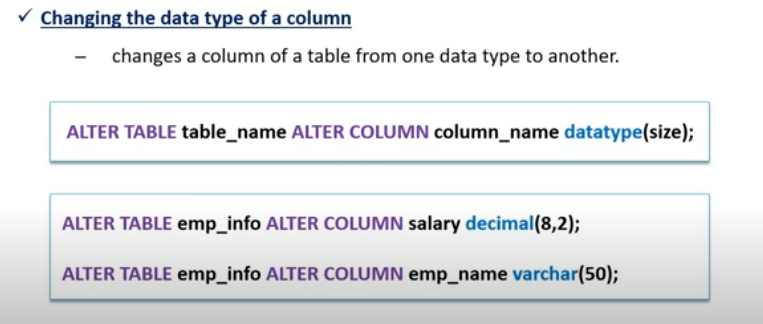 ✓ Changing the data type of a column
– changes a column of a table from one data type to another.
ALTER TABLE table_name ALTER COLUMN column_name datatype(size);
ALTER TABLE emp_info ALTER COLUMN salary decimal(8,2);
ALTER TABLE emp_info ALTER COLUMN emp_name varchar(50);